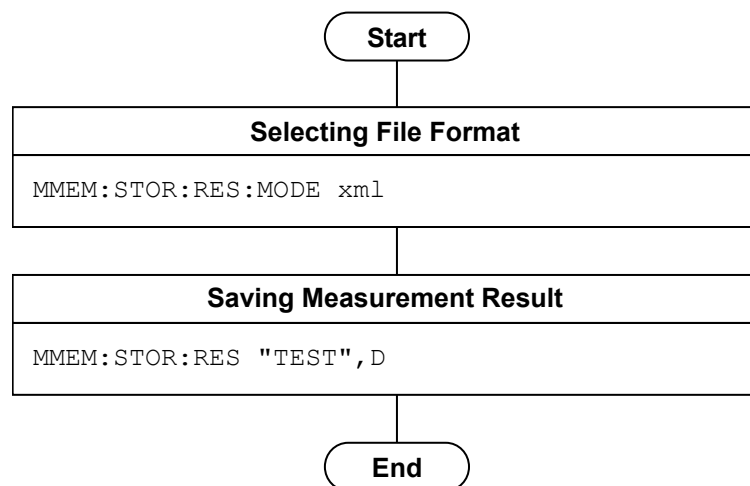 Start
Selecting File Format
MMEM:STOR:RES:MODE xml
Saving Measurement Result
MMEM:STOR:RES "TEST",D
End